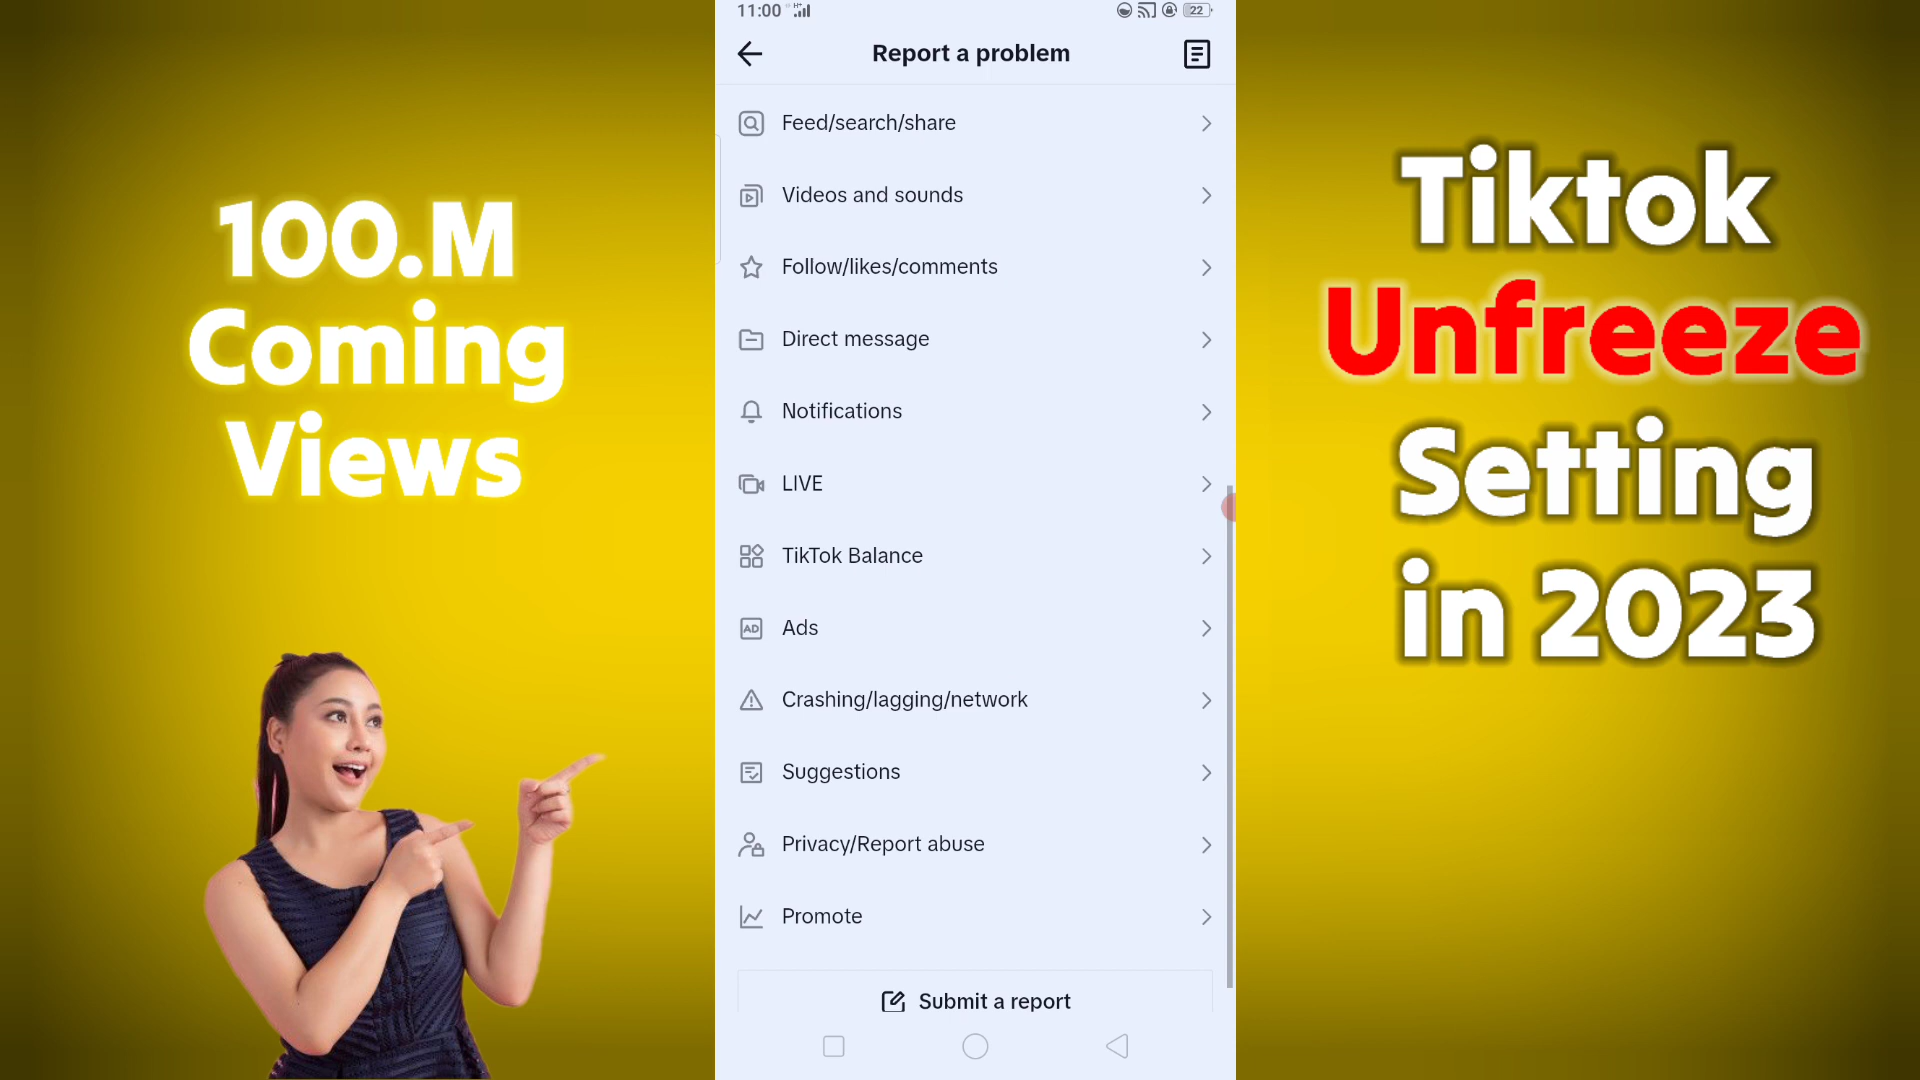 100.M
Coming
Views
11:00
22
Report a problem
Feed/search/share
Videos and sounds
Follow/likes/comments
Direct message
Notifications
LIVE
TikTok Balance
AD
Ads
Crashing/lagging/network
Suggestions
Privacy/Report abuse
Promote
Submit a report
Tiktok
Unfreeze
Setting
in 2023